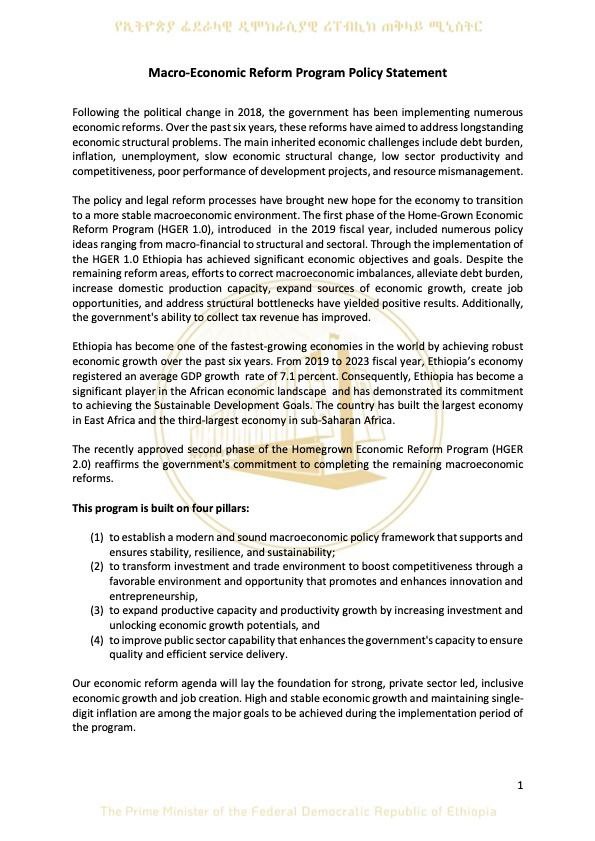 የኢትዮጵያ ፌደራላዊ ዲሞክራሲያዊ ሪፐብሊክ ጠቅላይ ሚኒስትር
Macro-Economic Reform Program Policy Statement
Following the political change in 2018, the government has been implementing numerous
economic reforms. Over the past six years, these reforms have aimed to address longstanding
economic structural problems. The main inherited economic challenges include debt burden,
inflation, unemployment, slow economic structural change, low sector productivity and
competitiveness, poor performance of development projects, and resource mismanagement.
The policy and legal reform processes have brought new hope for the economy to transition
to a more stable macroeconomic environment. The first phase of the Home-Grown Economic
Reform Program (HGER 1.0), introduced in the 2019 fiscal year, included numerous policy
ideas ranging from macro-financial to structural and sectoral. Through the implementation of
the HGER 1.0 Ethiopia has achieved significant economic objectives and goals. Despite the
remaining reform areas, efforts to correct macroeconomic imbalances, alleviate debt burden,
increase domestic production capacity, expand sources of economic growth, create job
opportunities, and address structural bottlenecks have yielded positive results. Additionally,
the government's ability to collect tax revenue has improved.
Ethiopia has become one of the fastest-growing economies in the world by achieving robust
economic growth over the past six years. From 2019 to 2023 fiscal year, Ethiopia’s economy
registered an average GDP growth rate of 7.1 percent. Consequently, Ethiopia has become a
significant player in the African economic landscape and has demonstrated its commitment
to achieving the Sustainable Development Goals. The country has built the largest economy
in East Africa and the third-largest economy in sub-Saharan Africa.
The recently approved second phase of the Homegrown Economic Reform Program (HGER
2.0) reaffirms the government's commitment to completing the remaining macroeconomic
reforms.
This program is built on four pillars:
(1) to establish a modern and sound macroeconomic policy framework that supports and
ensures stability, resilience, and sustainability;
(2) to transform investment and trade environment to boost competitiveness through a
favorable environment and opportunity that promotes and enhances innovation and
entrepreneurship,
(3) to expand productive capacity and productivity growth by increasing investment and
unlocking economic growth potentials, and
(4) to improve public sector capability that enhances the government's capacity to ensure
quality and efficient service delivery.
Our economic reform agenda will lay the foundation for strong, private sector led, inclusive
economic growth and job creation. High and stable economic growth and maintaining single-
digit inflation are among the major goals to be achieved during the implementation period of
the program.
1
The Prime Minister of the Federal Democratic Republic of Ethiopia